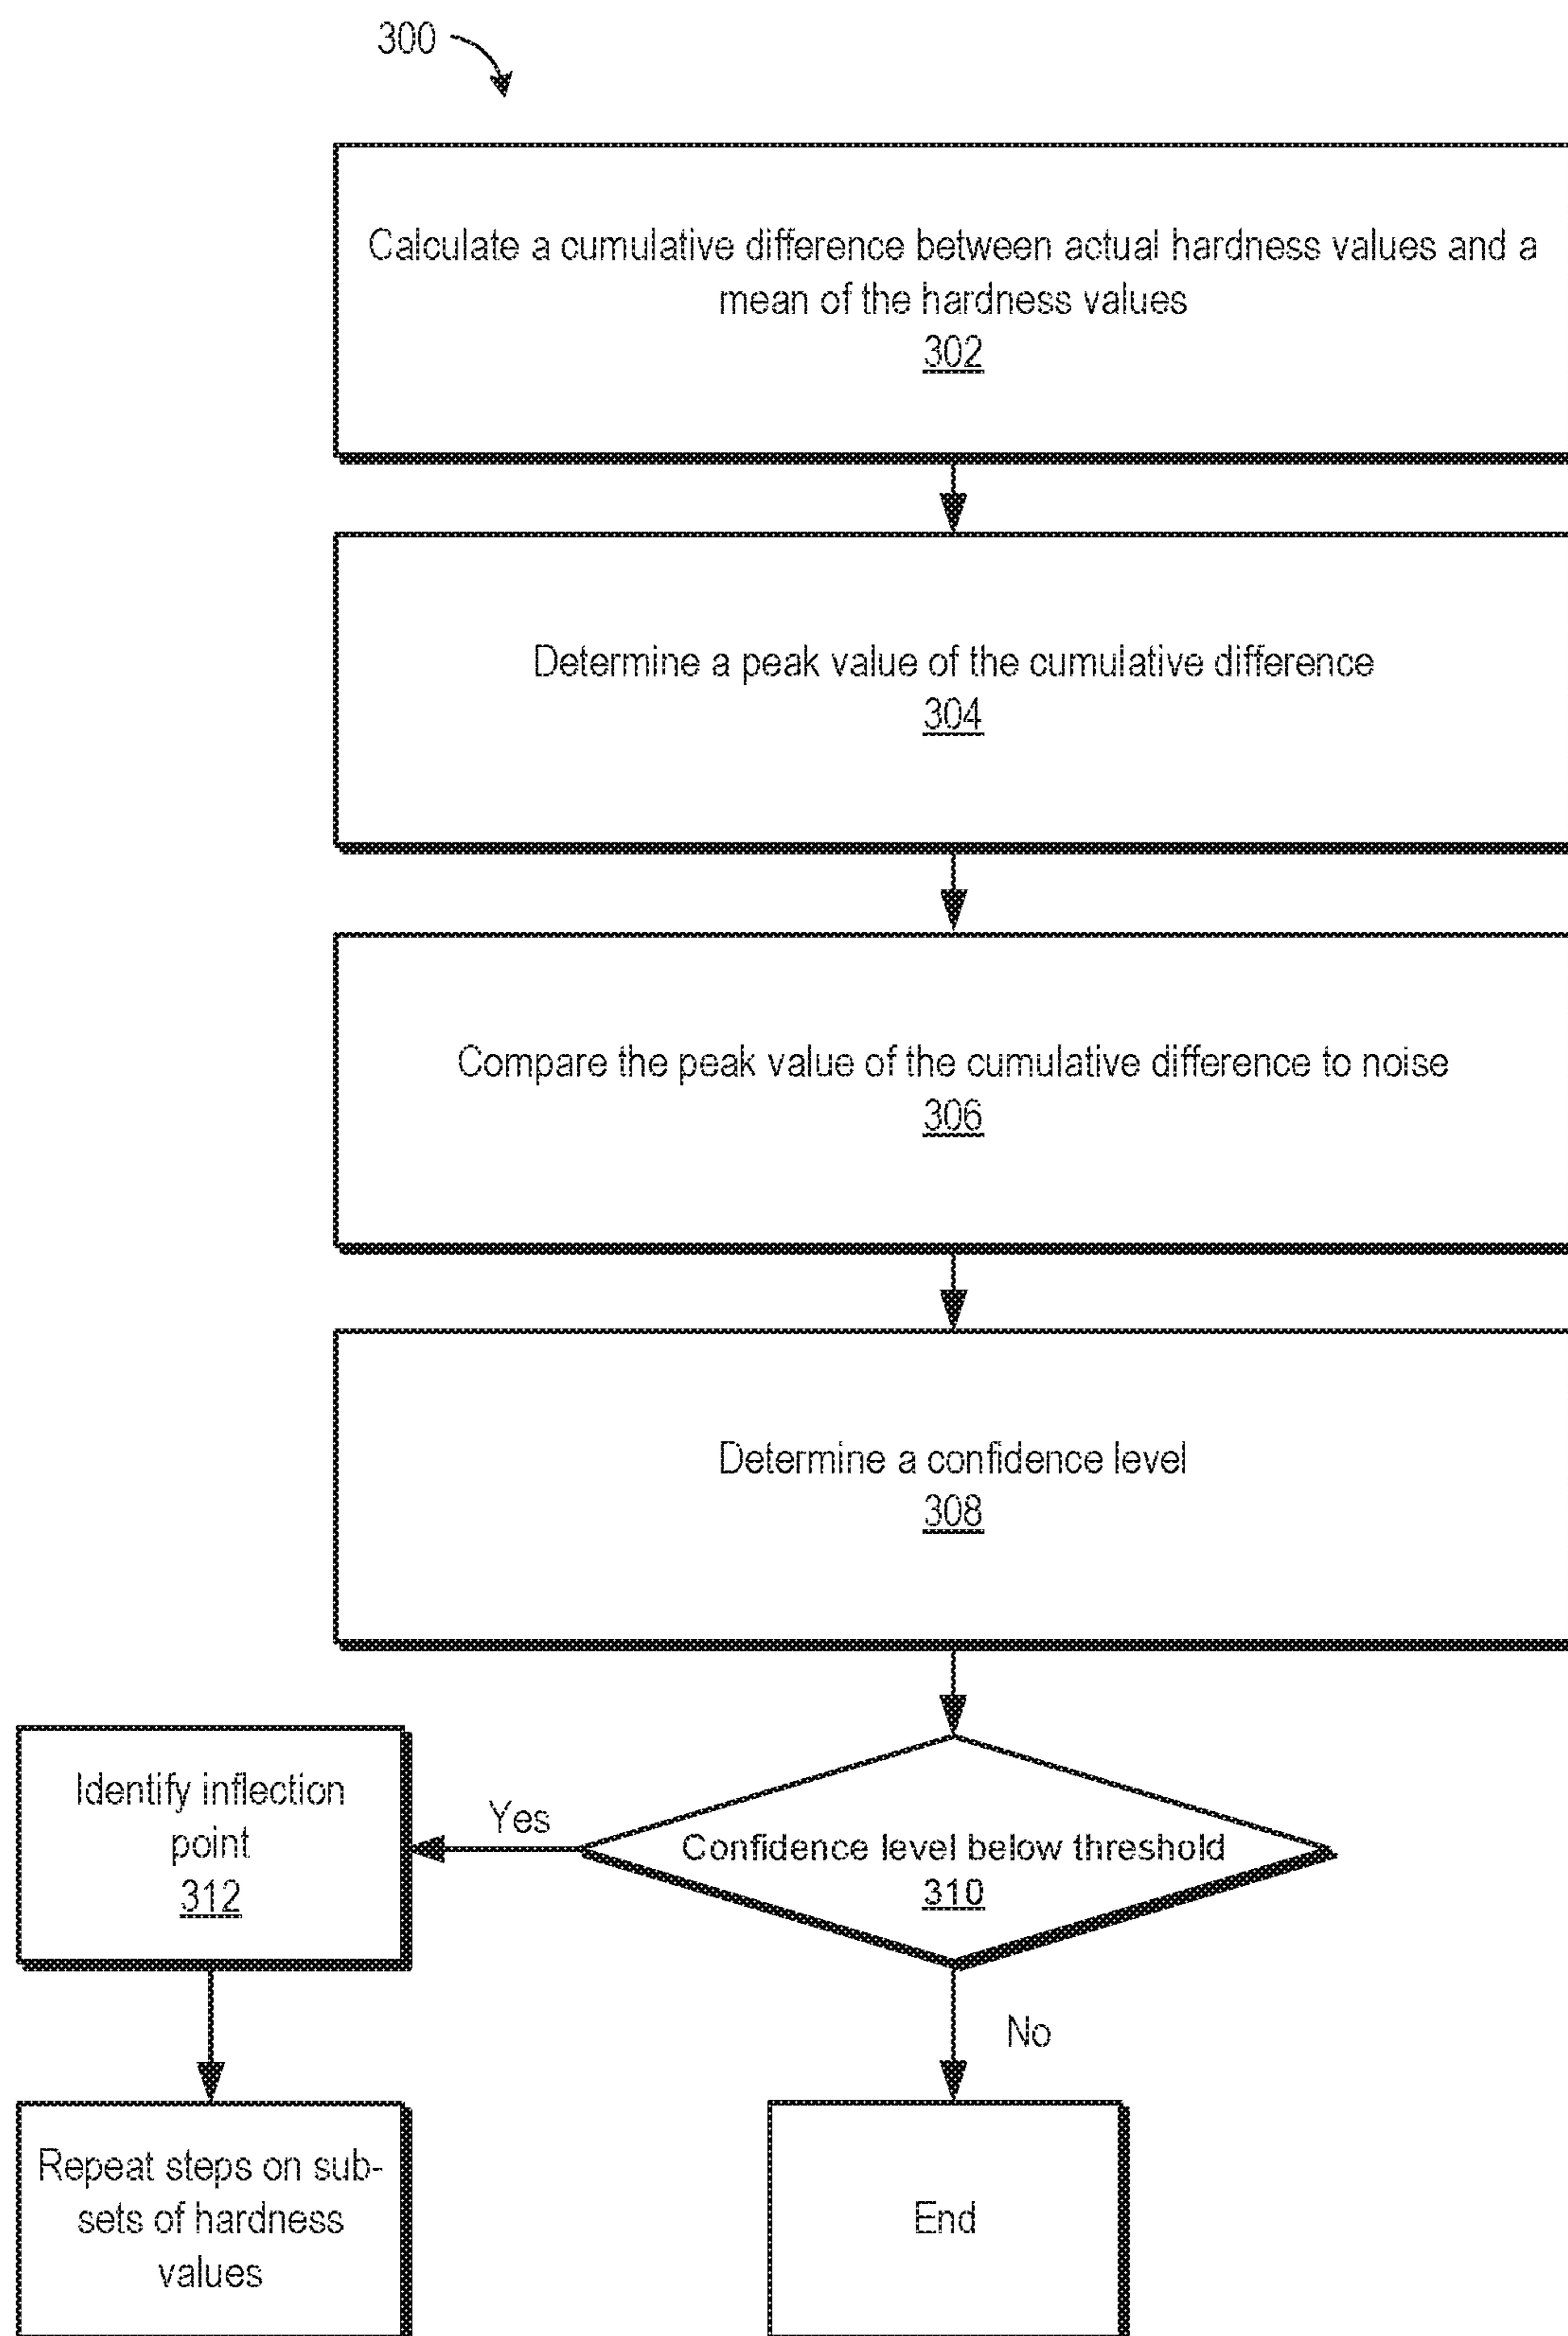 300
Calculate a cumulative difference between actual hardness values and a
mean of the hardness values
302
Determine a peak value of the cumulative difference
304
Compare the peak value of the cumulative difference to noise
306
Determine a confidence level
308
Confidence level below threshold
310
Yes
Identify inflection
point
312
No
Repeat steps on sub-
sets of hardness
values
End